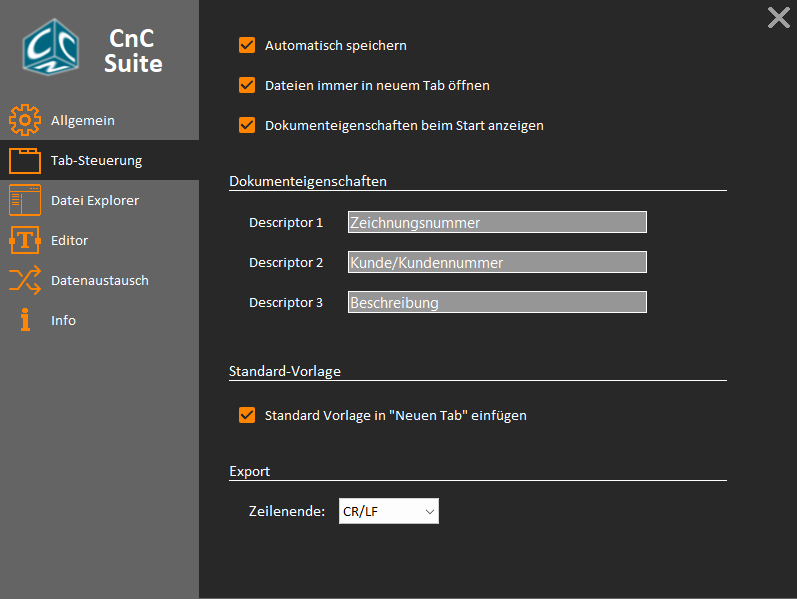 CnC
Suite
Allgemein
Tab-Steuerung
Datei Explorer
Editor
Datenaustausch
Info
Automatisch speichern
Dateien immer in neuem Tab öffnen
Dokumenteigenschaften beim Start anzeigen
Dokumenteigenschaften
Descriptor 1 Zeichnungsnummer
Descriptor 2 Kunde/Kundennummer
Descriptor 3 Beschreibung
Standard-Vorlage
Standard Vorlage in "Neuen Tab" einfügen
Export
Zeilenende: CR/LF